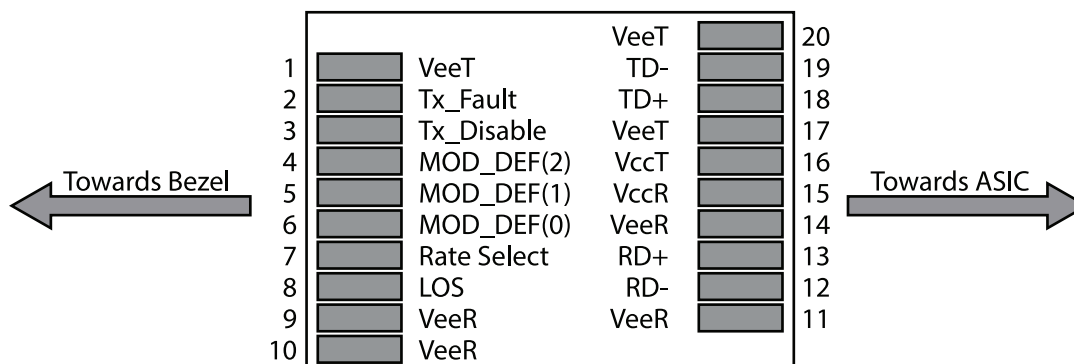 VeeT 20
1 VeeT TD- 19
2 Tx_Fault TD+ 18
3 Tx_Disable VeeT 17
4 MOD_DEF(2) VccT 16
Towards Bezel Towards ASIC
5 MOD_DEF(1) VccR 15
6 MOD_DEF(0) VeeR 14
7 Rate Select RD+ 13
8 LOS RD- 12
9 VeeR VeeR 11
10 VeeR